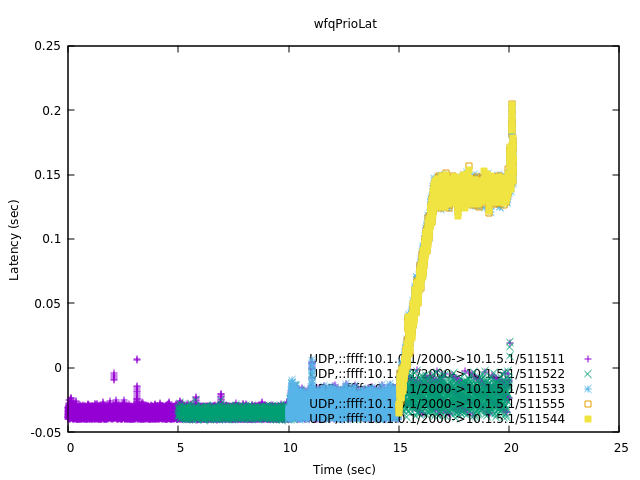 wfqPrioLat
0.25
0.2
0.15
0.1
0.05
0
-0.05
Latency (sec)
UDP,::ffff:10.1.0.1/2000->10.1.5.1/511511
UDP,::ffff:10.1.0.1/2000->10.1.5.1/511522
UDP,::ffff:10.1.0.1/2000->10.1.5.1/511533
UDP,::ffff:10.1.0.1/2000->10.1.5.1/511555
UDP,::ffff:10.1.0.1/2000->10.1.5.1/511544
0 5 10 15 20 25
Time (sec)